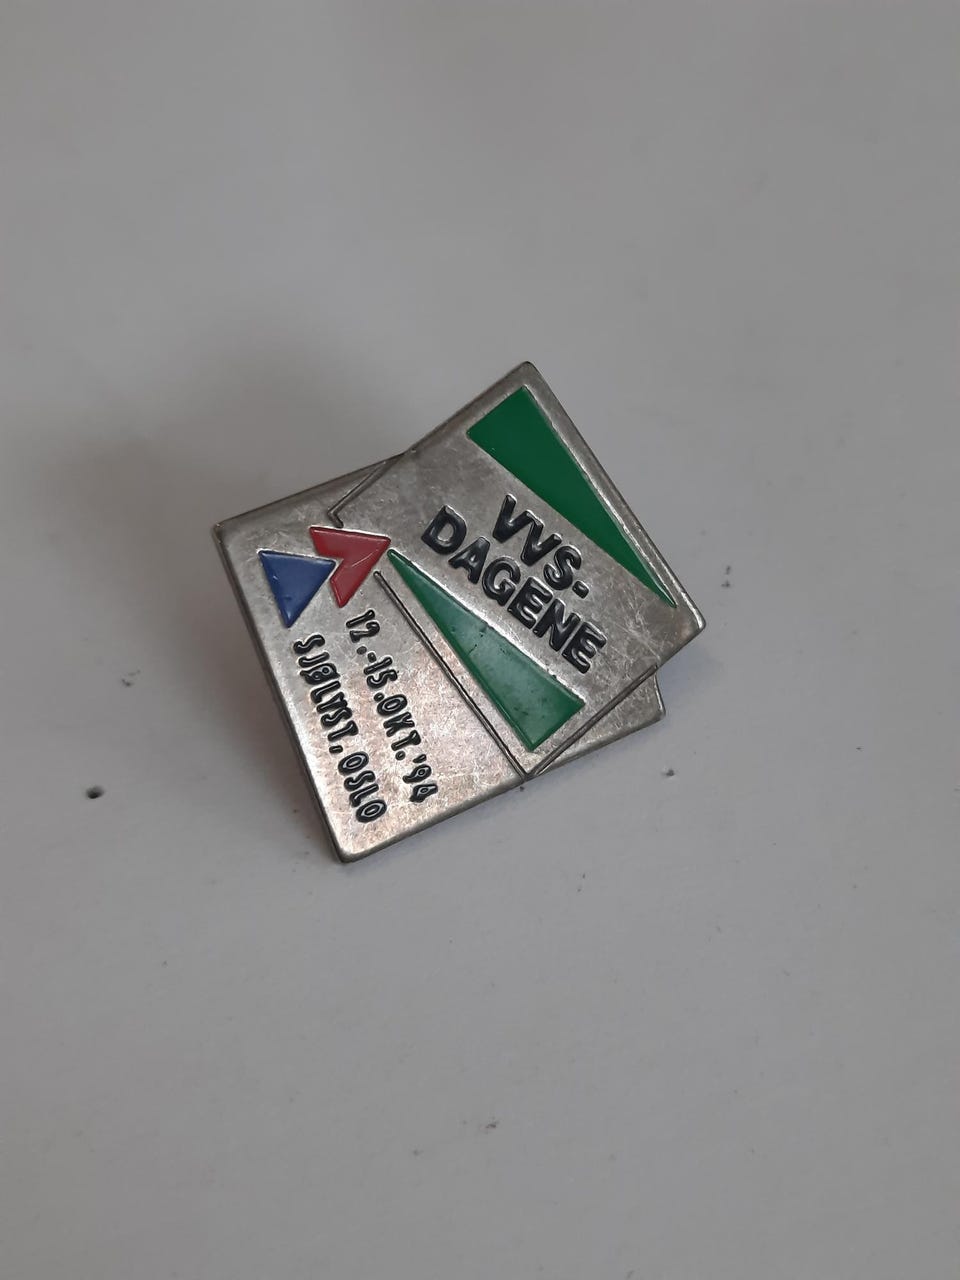 VVS-
DAGENE
12.-15.OKT.'94
SJØLYST, OSLO